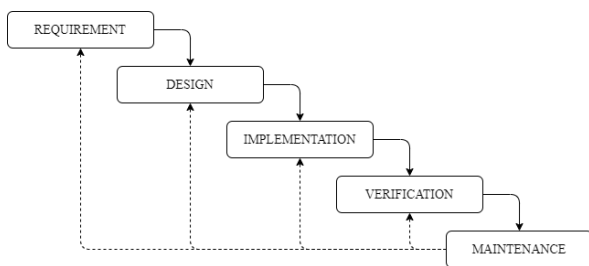 REQUIREMENT
DESIGN
IMPLEMENTATION
VERIFICATION
MAINTENANCE